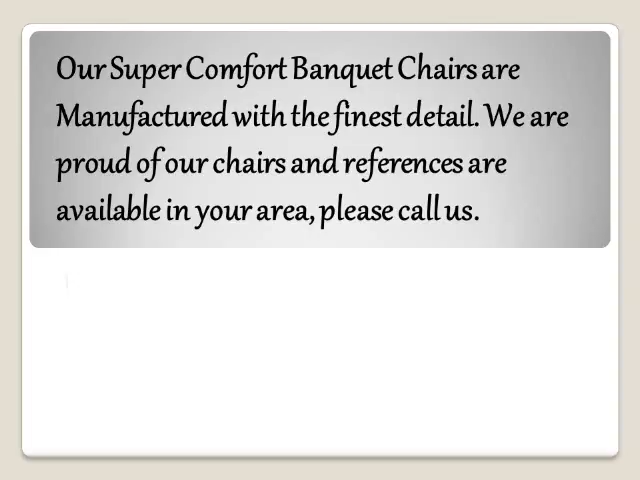 Our Super Comfort Banquet Chairs are
Manufactured with the finest detail. We are
proud of our chairs and references are
available in your area, please call us.